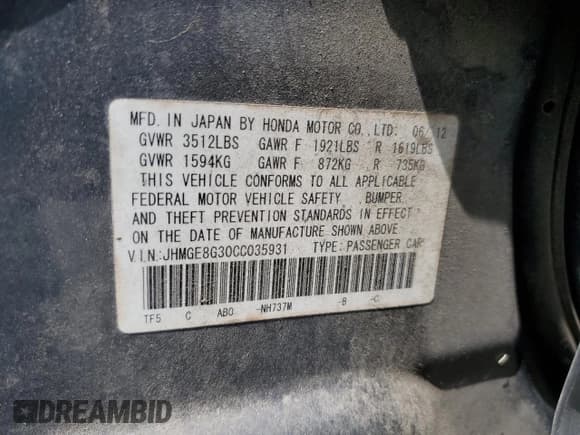 MFD. IN JAPAN BY HONDA MOTOR CO., LTD. 06/12
GVWR 3512LBS GAWR F 1921LBS R 1619LBS
GVWR 1594KG GAWR F 872KG R 735KG
THIS VEHICLE CONFORMS TO ALL APPLICABLE
FEDERAL MOTOR VEHICLE SAFETY, BUMPER,
AND THEFT PREVENTION STANDARDS IN EFFECT
ON THE DATE OF MANUFACTURE SHOWN ABOVE.
V.I.N.:JHMGE8G30CC035931 TYPE:PASSENGER CAR
TF5 C AB0 -NH737M -B -C
DREAMBID